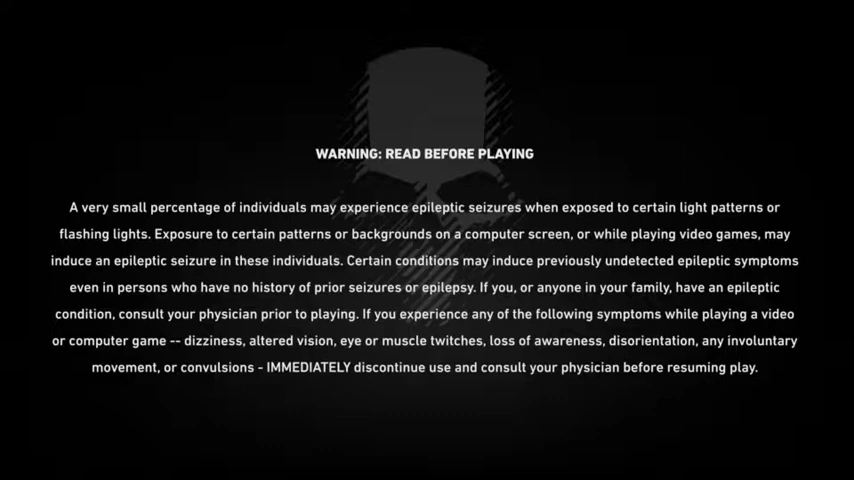 WARNING: READ BEFORE PLAYING
A very small percentage of individuals may experience epileptic seizures when exposed to certain light patterns or
flashing lights. Exposure to certain patterns or backgrounds on a computer screen, or while playing video games, may
induce an epileptic seizure in these individuals. Certain conditions may induce previously undetected epileptic symptoms
even in persons who have no history of prior seizures or epilepsy. If you, or anyone in your family, have an epileptic
condition, consult your physician prior to playing. If you experience any of the following symptoms while playing a video
or computer game -- dizziness, altered vision, eye or muscle twitches, loss of awareness, disorientation, any involuntary
movement, or convulsions - IMMEDIATELY discontinue use and consult your physician before resuming play.